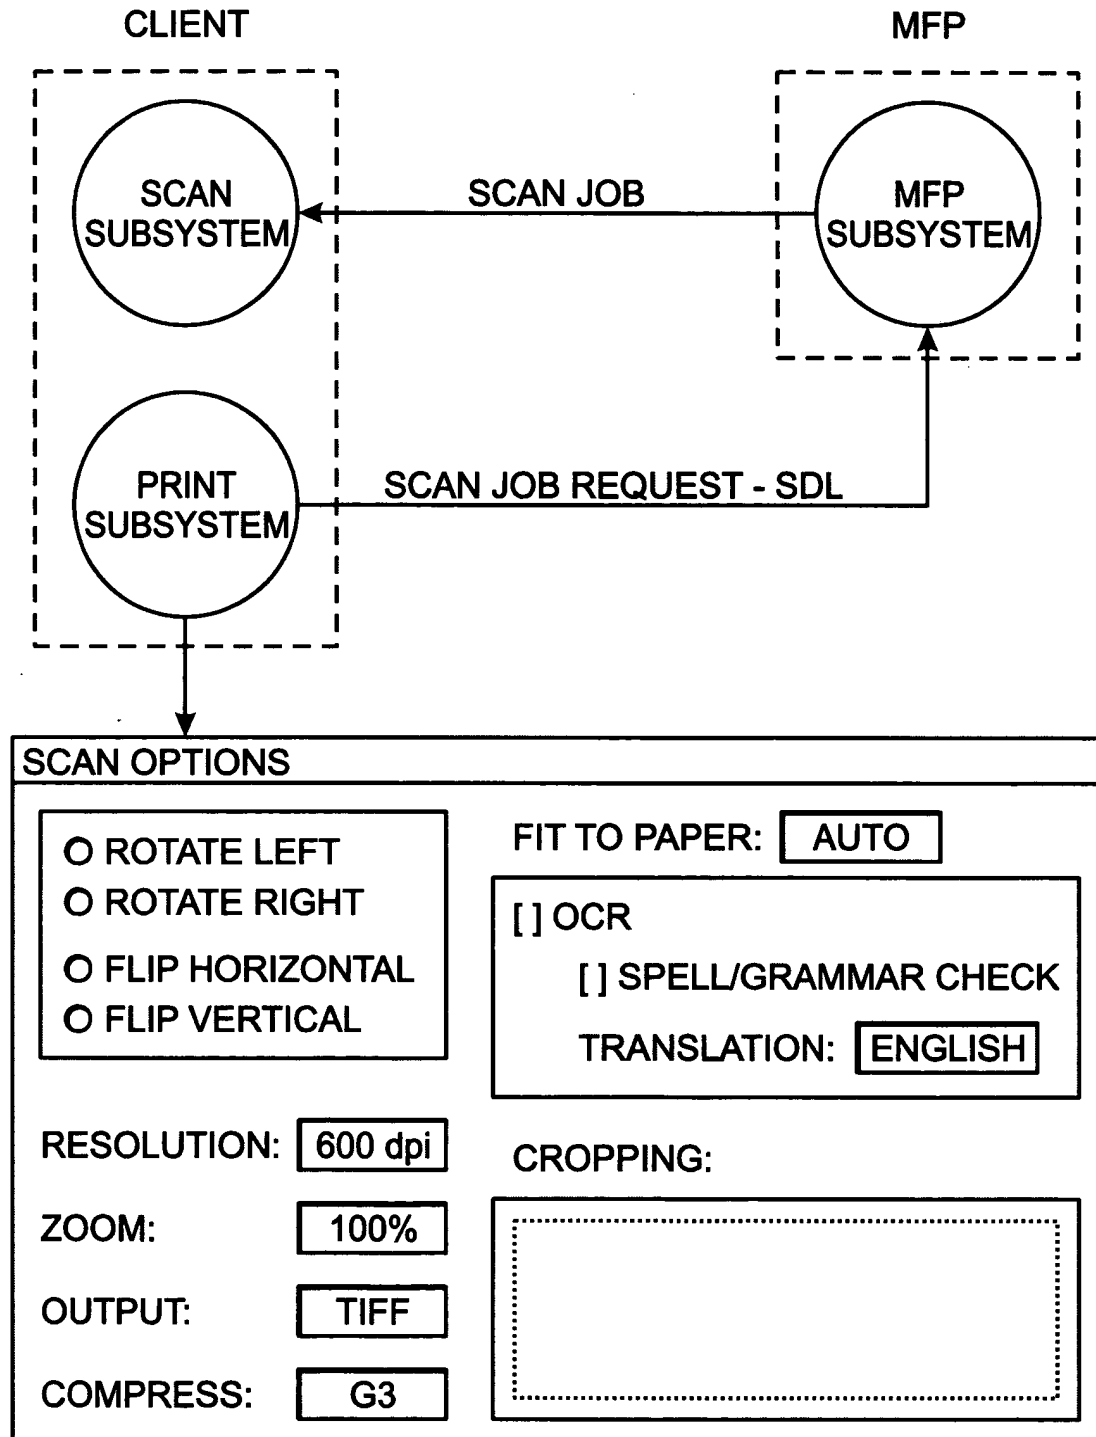 CLIENT
MFP
SCAN
SUBSYSTEM
SCAN JOB
MFP
SUBSYSTEM
PRINT
SUBSYSTEM
SCAN JOB REQUEST - SDL
SCAN OPTIONS
O ROTATE LEFT
O ROTATE RIGHT
O FLIP HORIZONTAL
O FLIP VERTICAL
FIT TO PAPER: AUTO
[ ] OCR
[ ] SPELL/GRAMMAR CHECK
TRANSLATION: ENGLISH
RESOLUTION: 600 dpi
ZOOM: 100%
OUTPUT: TIFF
COMPRESS: G3
CROPPING: